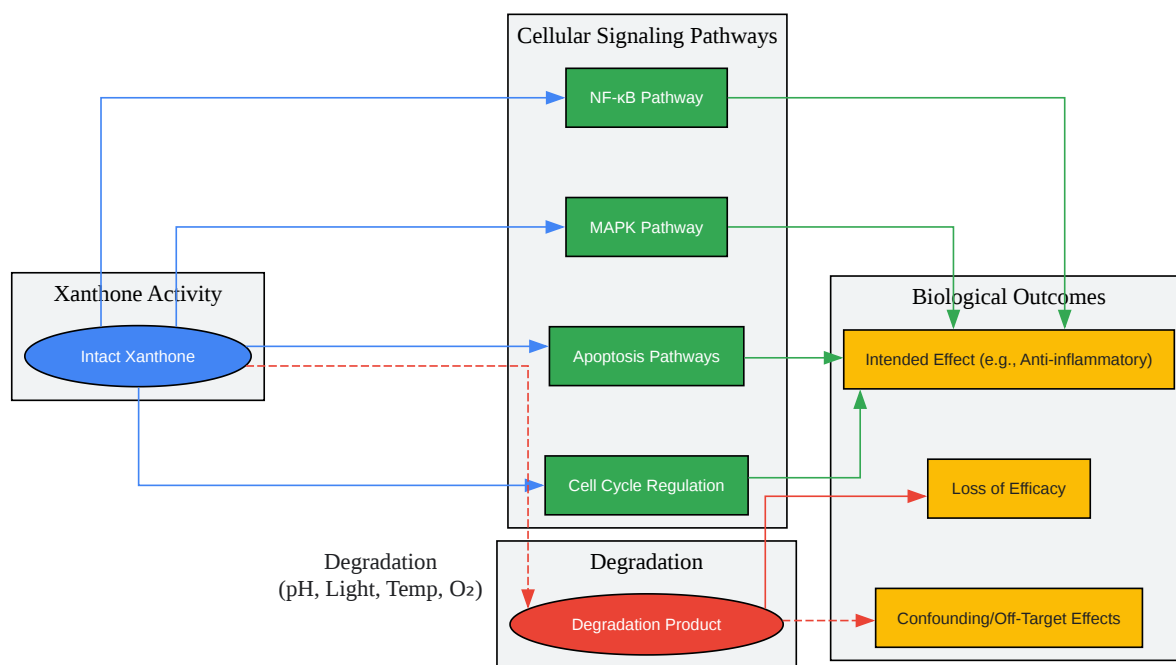 Cellular Signaling Pathways
NF-κB Pathway
MAPK Pathway
Xanthone Activity
Intact Xanthone
Apoptosis Pathways
Cell Cycle Regulation
Biological Outcomes
Intended Effect (e.g., Anti-inflammatory)
Loss of Efficacy
Confounding/Off-Target Effects
Degradation
(pH, Light, Temp, O₂)
Degradation
Degradation Product